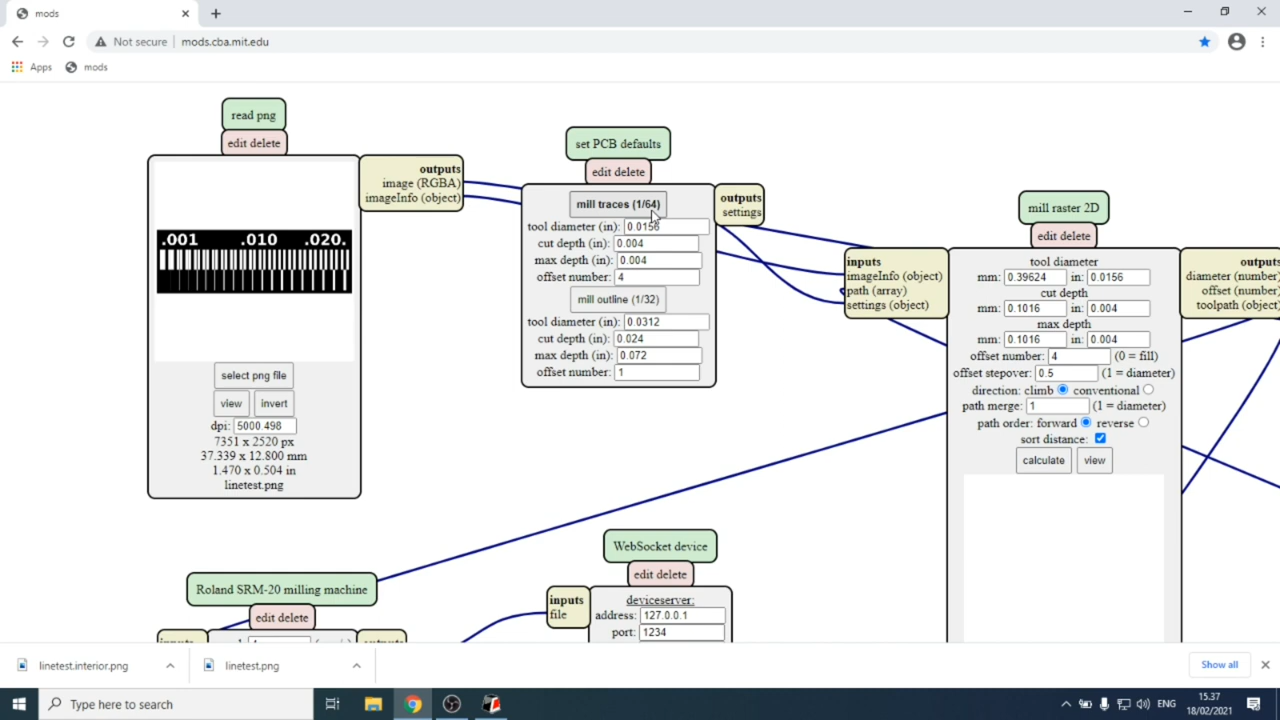 mods
Not secure
mods.cba.mit.edu
Apps
mods
read png
edit delete
.001 .010 .020.
select png file
view
invert
dpi: 5000.498
7351 x 2520 px
37.339 x 12.800 mm
1.470 x 0.504 in
linetest.png
outputs
image (RGBA)
imageInfo (object)
set PCB defaults
edit delete
mill traces (1/64)
tool diameter (in): 0.0156
cut depth (in): 0.004
max depth (in): 0.004
offset number: 4
mill outline (1/32)
tool diameter (in): 0.0312
cut depth (in): 0.024
max depth (in): 0.072
offset number: 1
outputs
settings
inputs
imageInfo (object)
path (array)
settings (object)
mill raster 2D
edit delete
tool diameter
mm: 0.39624 in: 0.0156
cut depth
mm: 0.1016 in: 0.004
max depth
mm: 0.1016 in: 0.004
offset number: 4 (0 = fill)
offset stepover: 0.5 (1 = diameter)
direction: climb conventional
path merge: 1 (1 = diameter)
path order: forward reverse
sort distance:
calculate
view
outputs
diameter (number)
offset (number)
toolpath (object)
Roland SRM-20 milling machine
edit delete
WebSocket device
edit delete
inputs
file
deviceserver:
address: 127.0.0.1
port: 1234
linetest.interior.png
linetest.png
Show all
Type here to search
ENG
15.37
18/02/2021